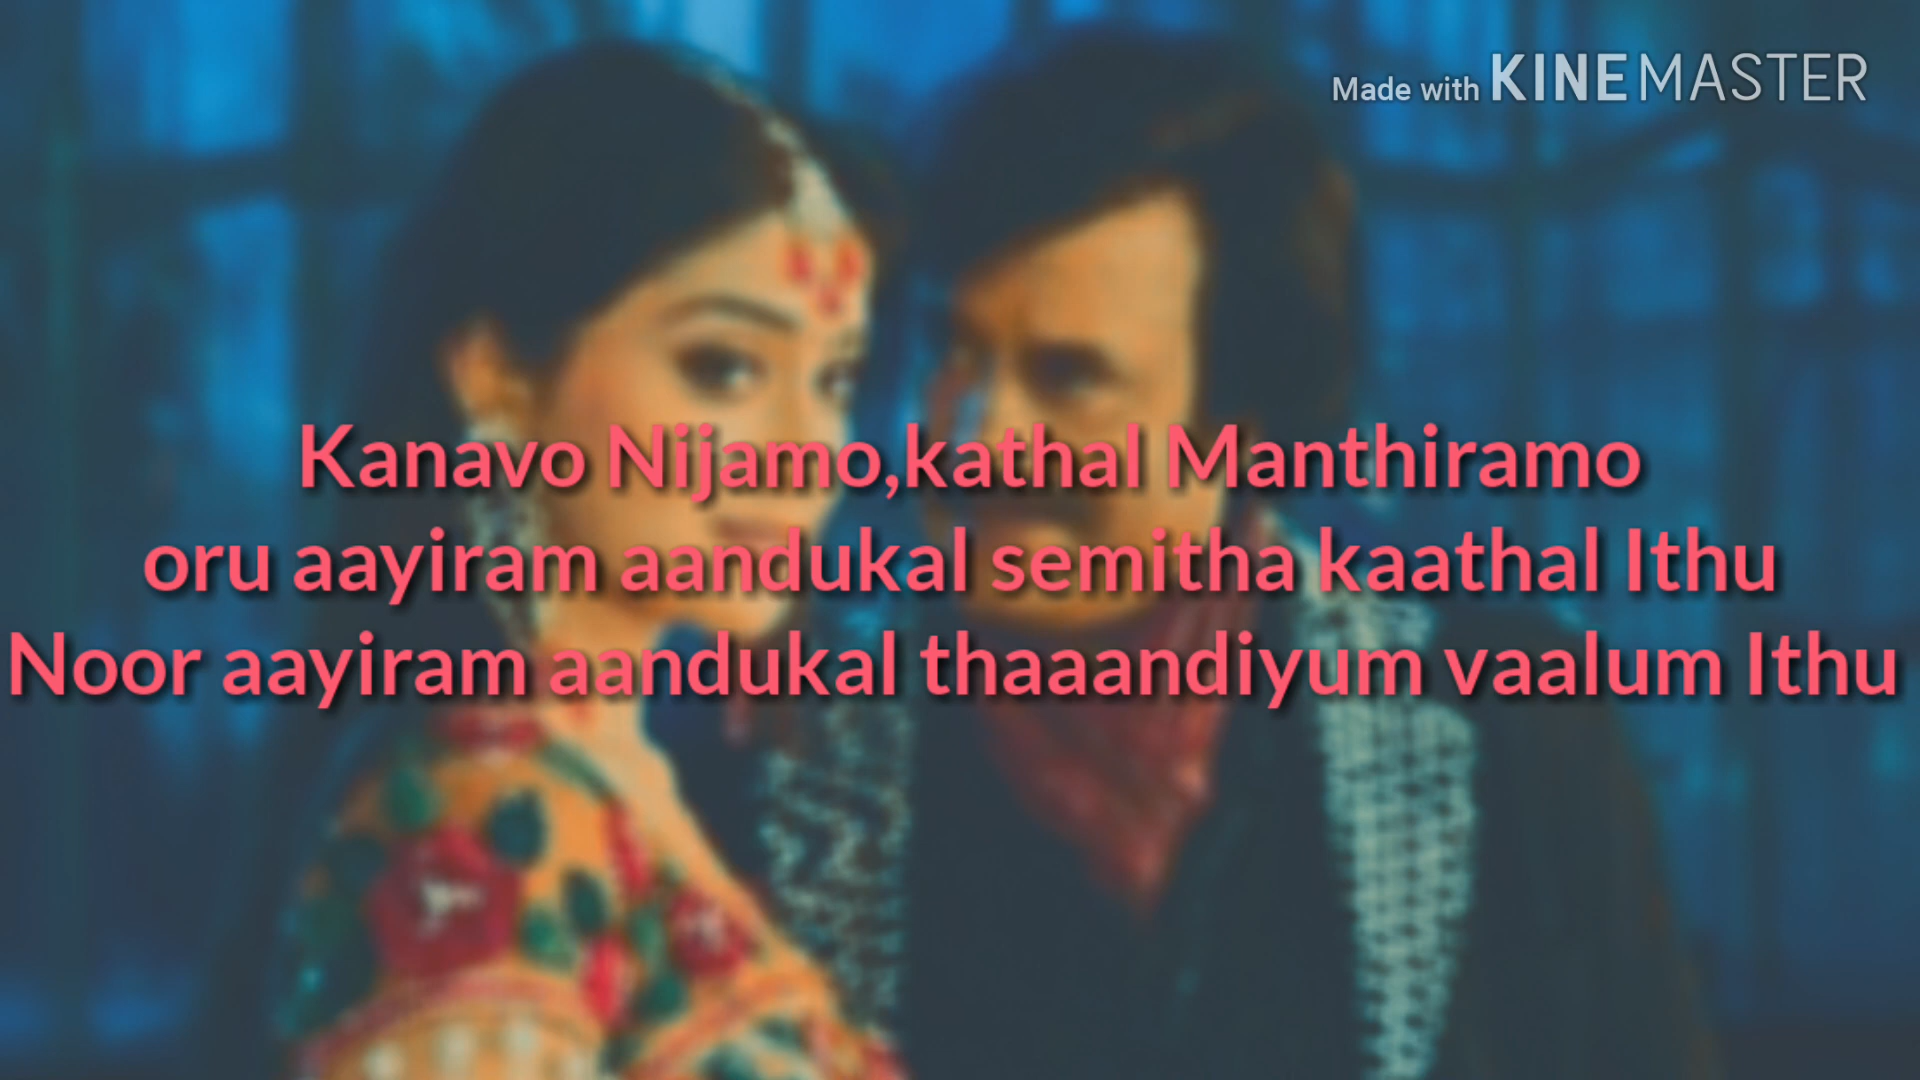 Made with KINEMASTER
Kanavo Nijamo,kathal Manthiramo
oru aayiram aandukal semitha kaathal Ithu
Noor aayiram aandukal thaaandiyum vaalum Ithu